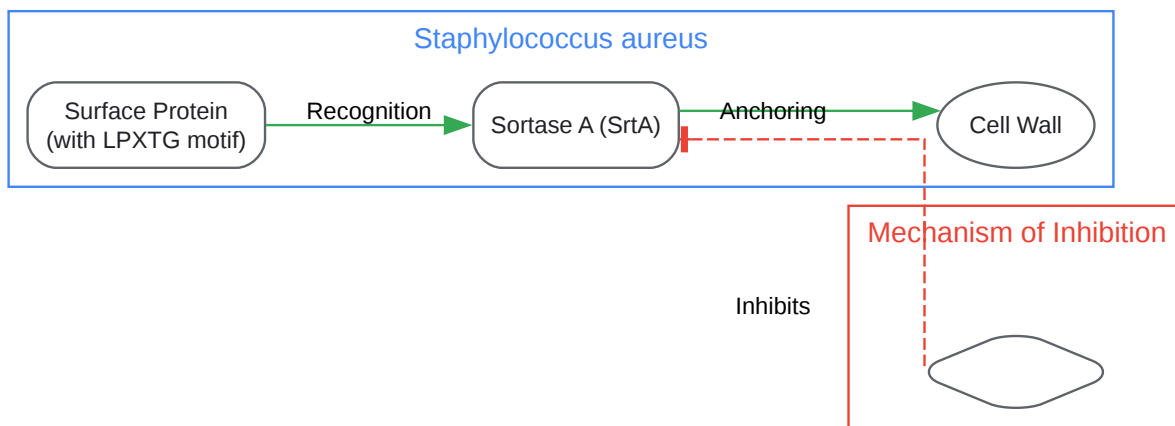 Staphylococcus aureus
Surface Protein
(with LPXTG motif)
Recognition
Sortase A (SrtA)
Anchoring
Cell Wall
Mechanism of Inhibition
Inhibits